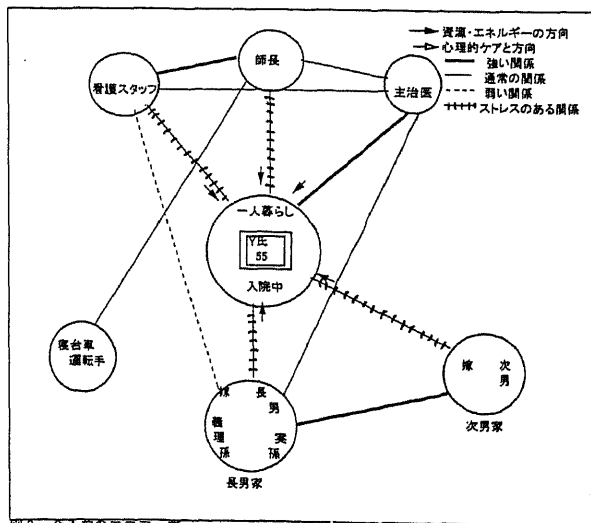 資源・エネルギーの方向
心理的ケアと方向
強い関係
通常の関係
弱い関係
ストレスのある関係
師長
看護スタッフ
主治医
一人暮らし
Y氏
55
入院中
寝台車
運転手
嫁
次男
次男家
嫁
長男
義理孫
実孫
長男家